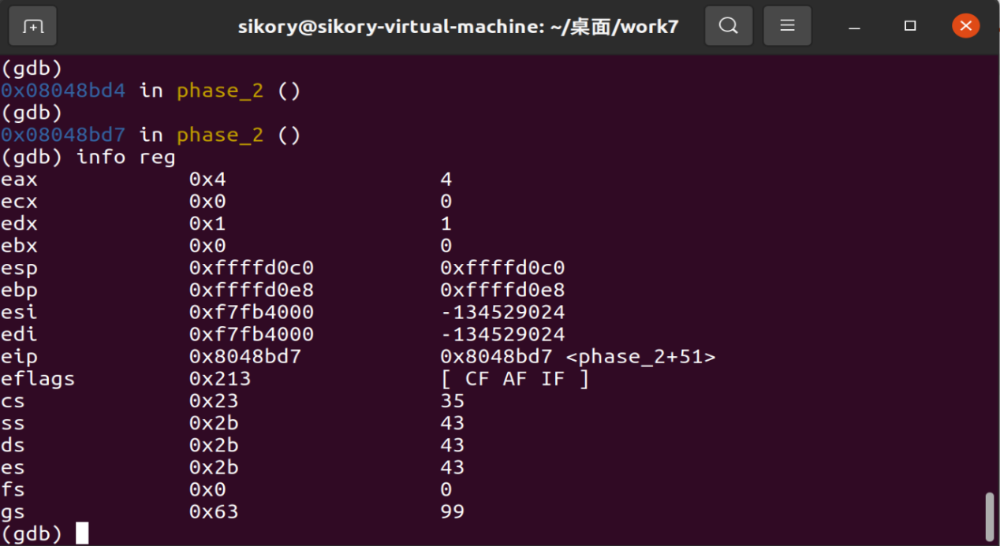 sikory@sikory-virtual-machine: ~/桌面/work7
(gdb)
0x08048bd4 in phase_2 ()
(gdb)
0x08048bd7 in phase_2 ()
(gdb) info reg
eax 0x4 4
ecx 0x0 0
edx 0x1 1
ebx 0x0 0
esp 0xffffd0c0 0xffffd0c0
ebp 0xffffd0e8 0xffffd0e8
esi 0xf7fb4000 -134529024
edi 0xf7fb4000 -134529024
eip 0x8048bd7 0x8048bd7 <phase_2+51>
eflags 0x213 [ CF AF IF ]
cs 0x23 35
ss 0x2b 43
ds 0x2b 43
es 0x2b 43
fs 0x0 0
gs 0x63 99
(gdb)